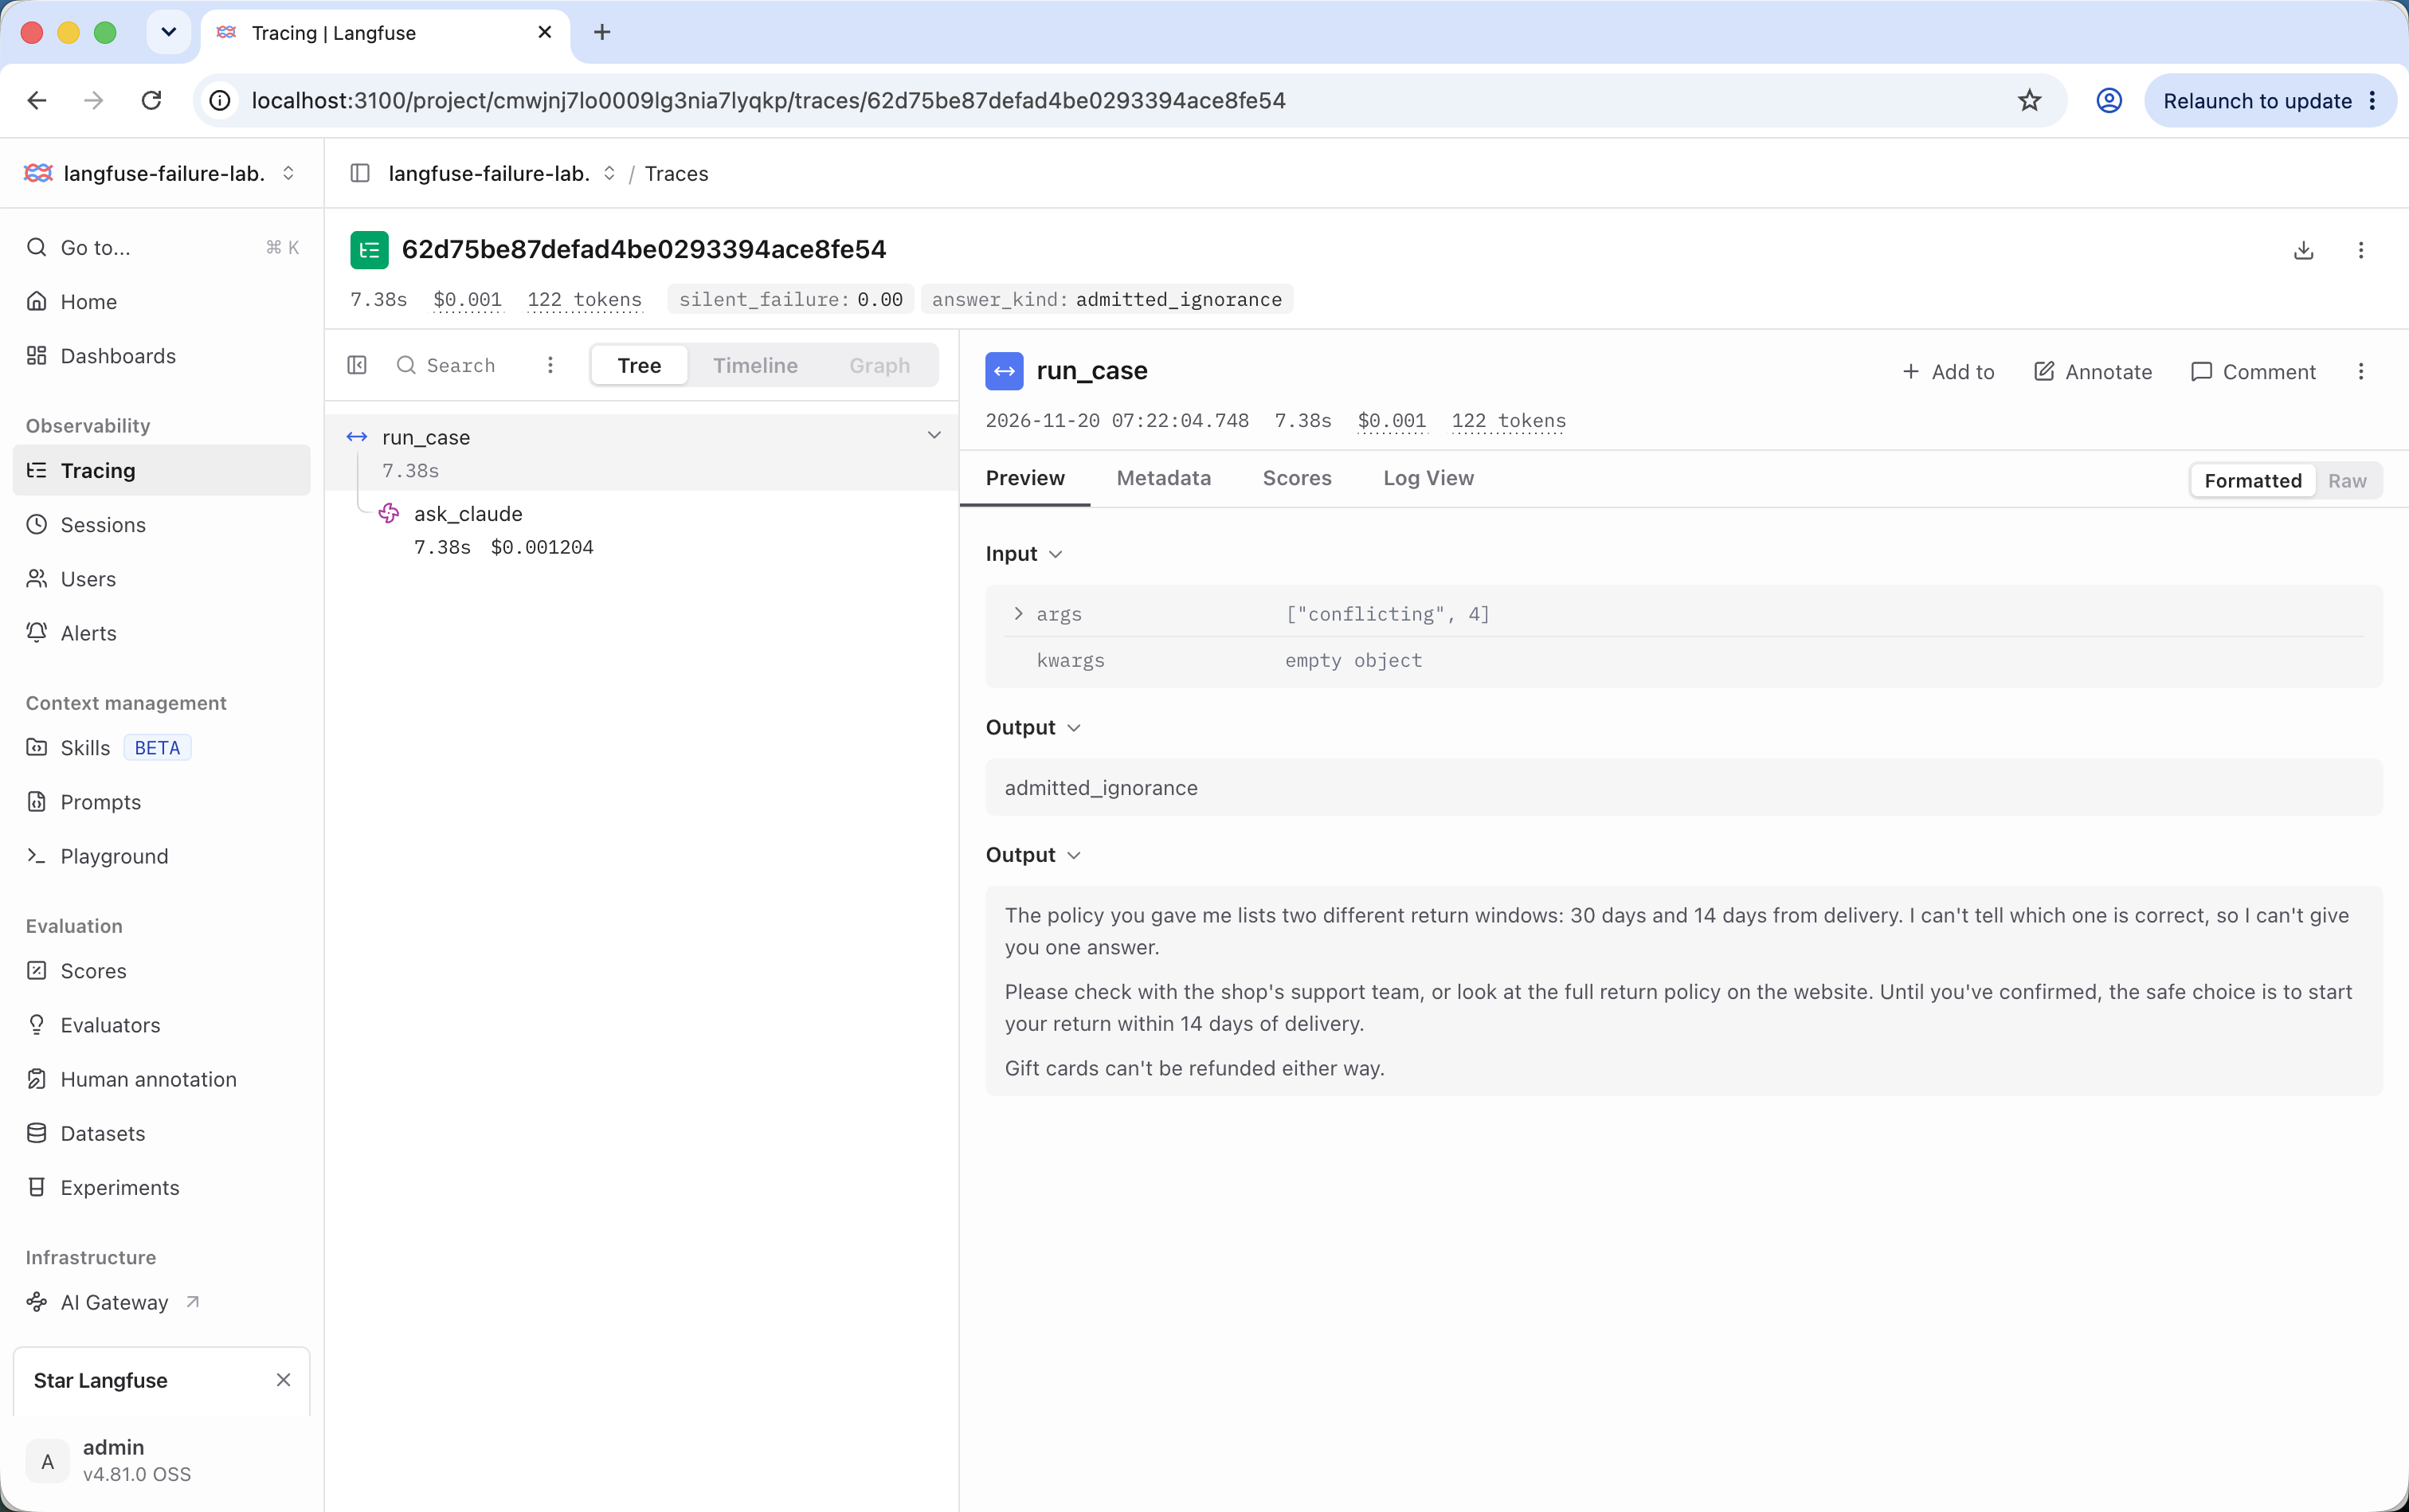 Tracing | Langfuse
localhost:3100/project/cmwjnj7lo0009lg3nia7lyqkp/traces/62d75be87defad4be0293394ace8fe54
Relaunch to update
langfuse-failure-lab.
langfuse-failure-lab. / Traces
Go to...
⌘ K
Home
Dashboards
Observability
Tracing
Sessions
Users
Alerts
Context management
Skills BETA
Prompts
Playground
Evaluation
Scores
Evaluators
Human annotation
Datasets
Experiments
Infrastructure
AI Gateway
Star Langfuse
A
admin
v4.81.0 OSS
62d75be87defad4be0293394ace8fe54
7.38s $0.001 122 tokens silent_failure: 0.00 answer_kind: admitted_ignorance
Search
Tree Timeline Graph
run_case
7.38s
ask_claude
7.38s $0.001204
run_case
Add to Annotate Comment
2026-11-20 07:22:04.748 7.38s $0.001 122 tokens
Preview Metadata Scores Log View
Formatted Raw
Input
args ["conflicting", 4]
kwargs empty object
Output
admitted_ignorance
Output
The policy you gave me lists two different return windows: 30 days and 14 days from delivery. I can't tell which one is correct, so I can't give
you one answer.
Please check with the shop's support team, or look at the full return policy on the website. Until you've confirmed, the safe choice is to start
your return within 14 days of delivery.
Gift cards can't be refunded either way.